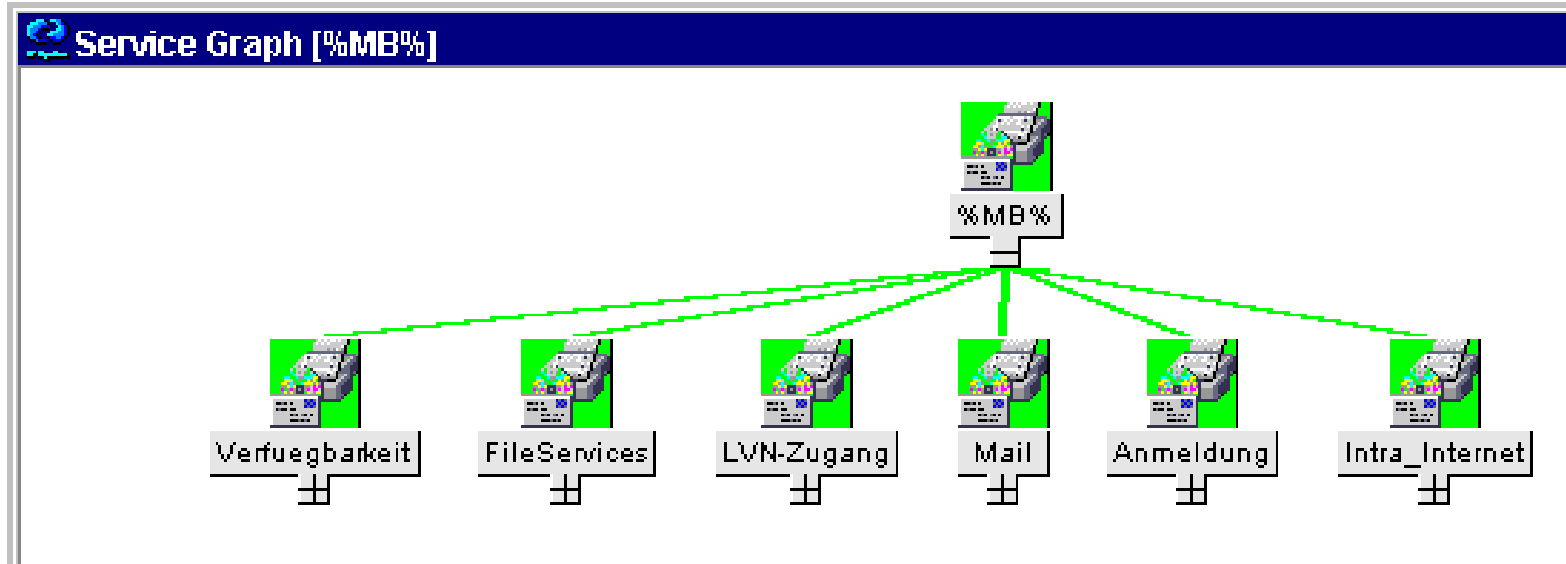 Service Graph [%MB%]
%MB%
Verfuegbarkeit FileServices LVN-Zugang Mail Anmeldung Intra_Internet